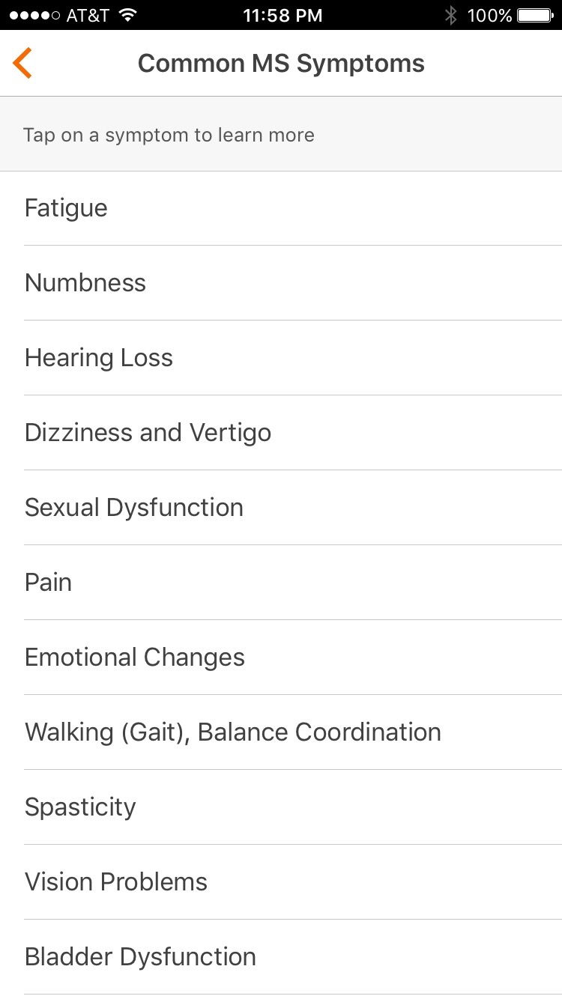 AT&T 11:58 PM 100%
Common MS Symptoms
Tap on a symptom to learn more
Fatigue
Numbness
Hearing Loss
Dizziness and Vertigo
Sexual Dysfunction
Pain
Emotional Changes
Walking (Gait), Balance Coordination
Spasticity
Vision Problems
Bladder Dysfunction